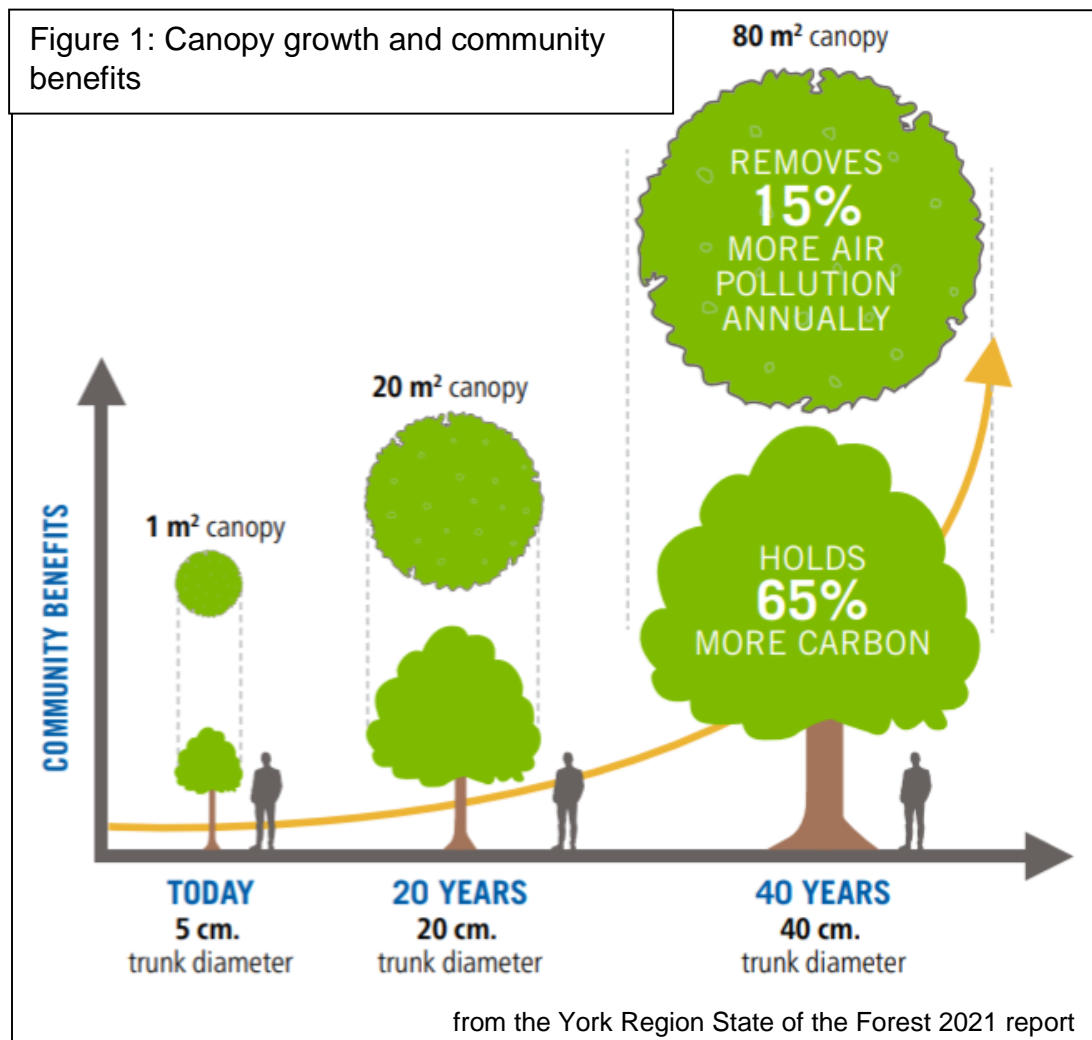 Figure 1: Canopy growth and community
benefits
80 m² canopy
REMOVES
15%
MORE AIR
POLLUTION
ANNUALLY
20 m² canopy
1 m² canopy
HOLDS
65%
MORE CARBON
COMMUNITY BENEFITS
TODAY
5 cm.
trunk diameter
20 YEARS
20 cm.
trunk diameter
40 YEARS
40 cm.
trunk diameter
from the York Region State of the Forest 2021 report